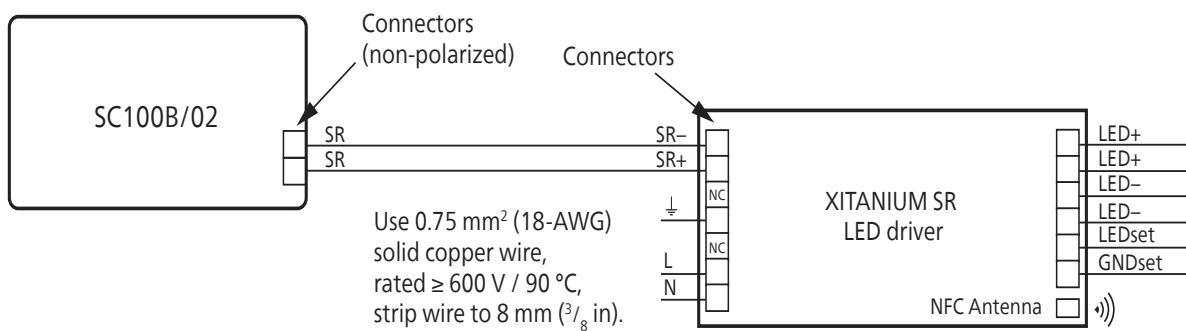 Connectors
(non-polarized)
Connectors
SC100B/02
SR
SR
SR–
SR+
NC
NC
L
N
Use 0.75 mm² (18-AWG)
solid copper wire,
rated ≥ 600 V / 90 °C,
strip wire to 8 mm (³/₈ in).
XITANIUM SR
LED driver
LED+
LED+
LED–
LED–
LEDset
GNDset
NFC Antenna